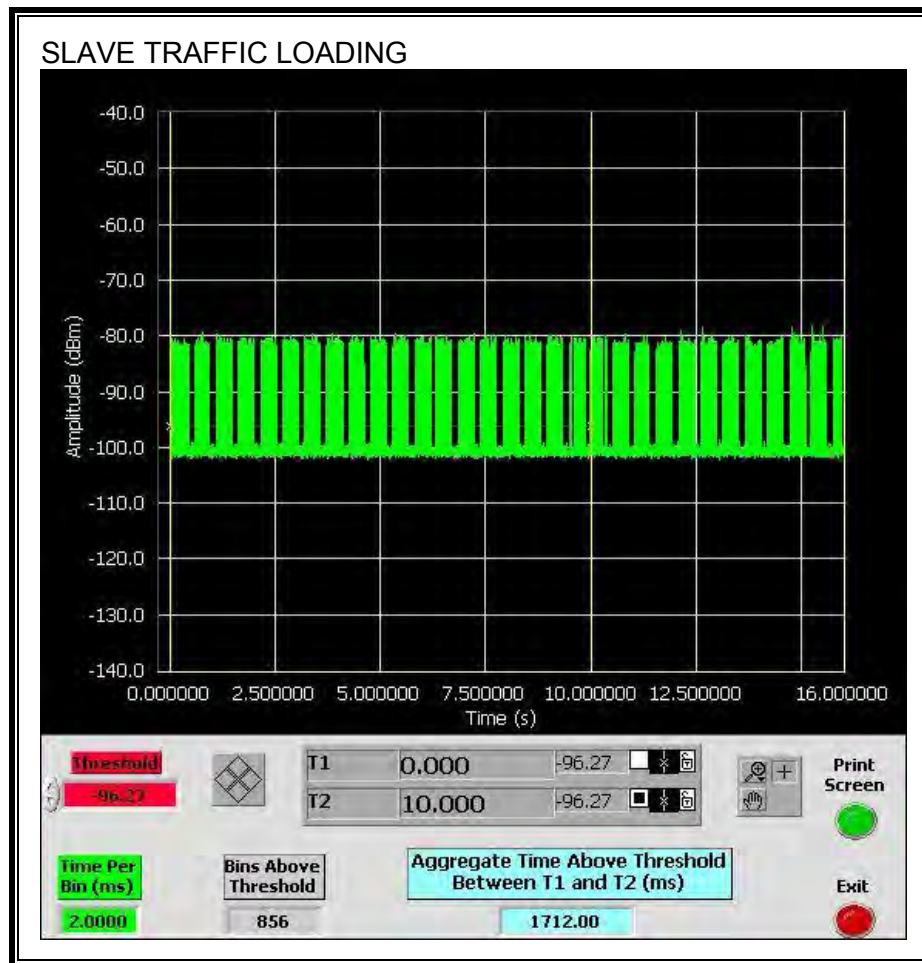 SLAVE TRAFFIC LOADING
-40.0
-50.0
-60.0
-70.0
-80.0
-90.0
-100.0
-110.0
-120.0
-130.0
-140.0
Amplitude (dBm)
0.000000 2.500000 5.000000 7.500000 10.000000 12.500000 16.000000
Time (s)
Threshold
-96.27
T1 0.000 -96.27
T2 10.000 -96.27
Print
Screen
Time Per
Bin (ms)
2.0000
Bins Above
Threshold
856
Aggregate Time Above Threshold
Between T1 and T2 (ms)
1712.00
Exit